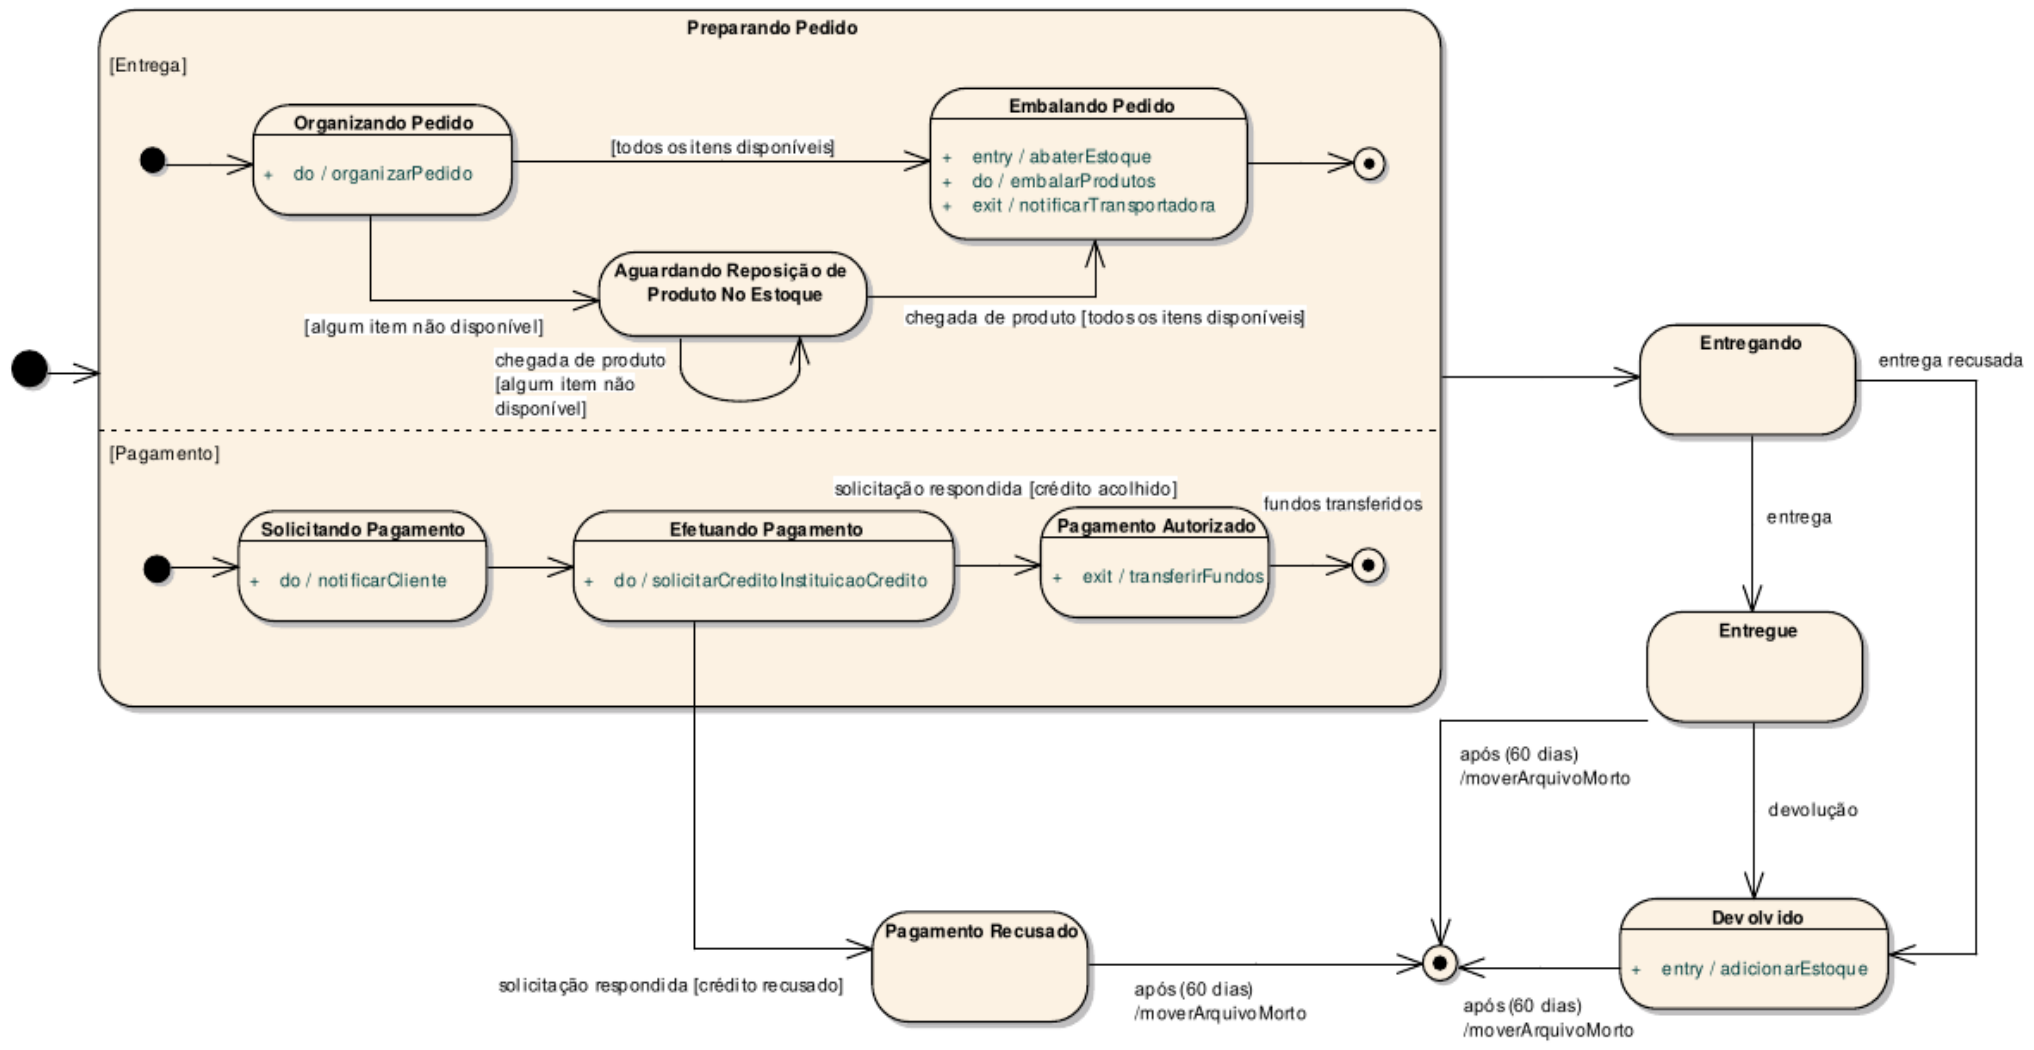 Preparando Pedido
[Entrega]
Organizando Pedido
+ do / organizarPedido
[todos os itens disponíveis]
Embalando Pedido
+ entry / abaterEstoque
+ do / embalarProdutos
+ exit / notificarTransportadora
Aguardando Reposição de
Produto No Estoque
[algum item não disponível]
chegada de produto [todos os itens disponíveis]
chegada de produto
[algum item não
disponível]
Entregando
entrega recusada
[Pagamento]
solicitação respondida [crédito acolhido]
fundos transferidos
Solicitando Pagamento
+ do / notificarCliente
Efetuando Pagamento
+ do / solicitarCreditoInstituicaoCredito
Pagamento Autorizado
+ exit / transferirFundos
entrega
Entregue
após (60 dias)
/moverArquivoMorto
devolução
Pagamento Recusado
solicitação respondida [crédito recusado]
após (60 dias)
/moverArquivoMorto
Devolvido
+ entry / adicionarEstoque
após (60 dias)
/moverArquivoMorto